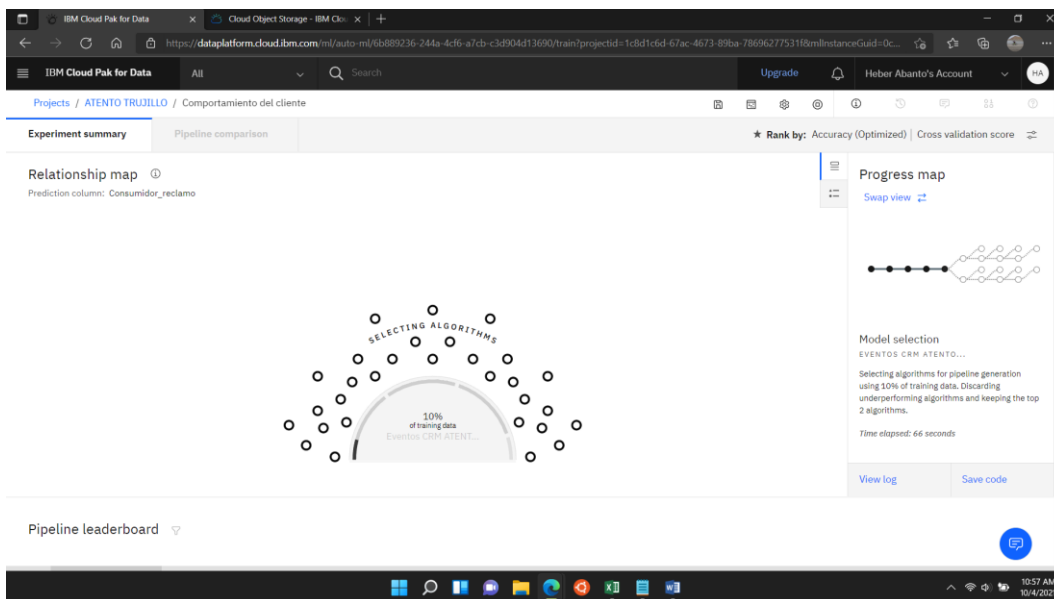 IBM Cloud Pak for Data
Cloud Object Storage - IBM Clou
https://dataplatform.cloud.ibm.com/ml/auto-ml/6b889236-244a-4cf6-a7cb-c3d904d13690/train?projectid=1c8d1c6d-67ac-4673-89ba-78696277531f&mlInstanceGuid=0c...
IBM Cloud Pak for Data
All
Search
Upgrade
Heber Abanto's Account
HA
Projects / ATENTO TRUJILLO / Comportamiento del cliente
Experiment summary
Pipeline comparison
Rank by: Accuracy (Optimized) | Cross validation score
Relationship map
Prediction column: Consumidor_reclamo
SELECTING ALGORITHMS
10%
of training data
Eventos CRM ATENT...
Progress map
Swap view
Model selection
EVENTOS CRM ATENTO...
Selecting algorithms for pipeline generation
using 10% of training data. Discarding
underperforming algorithms and keeping the top
2 algorithms.
Time elapsed: 66 seconds
View log
Save code
Pipeline leaderboard
10:57 AM
10/4/202